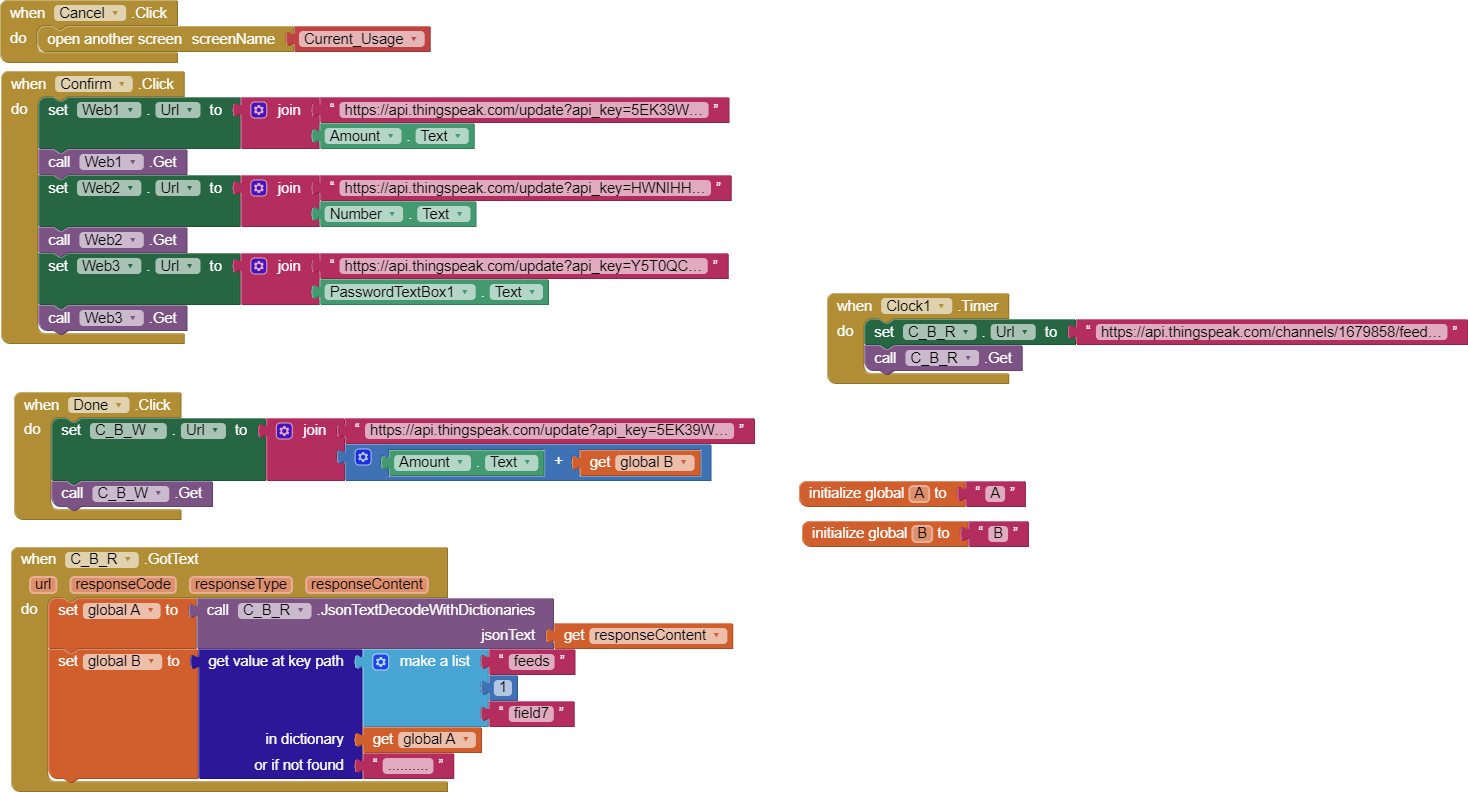 when Cancel .Click
do open another screen screenName Current_Usage
when Confirm .Click
do set Web1 . Url to join “ https://api.thingspeak.com/update?api_key=5EK39W... ”
Amount . Text
call Web1 .Get
set Web2 . Url to join “ https://api.thingspeak.com/update?api_key=HWNIHH... ”
Number . Text
call Web2 .Get
set Web3 . Url to join “ https://api.thingspeak.com/update?api_key=Y5T0QC... ”
PasswordTextBox1 . Text
call Web3 .Get
when Clock1 .Timer
do set C_B_R . Url to “ https://api.thingspeak.com/channels/1679858/feed... ”
call C_B_R .Get
when Done .Click
do set C_B_W . Url to join “ https://api.thingspeak.com/update?api_key=5EK39W... ”
Amount . Text + get global B
call C_B_W .Get
initialize global A to “ A ”
initialize global B to “ B ”
when C_B_R .GotText
url responseCode responseType responseContent
do set global A to call C_B_R .JsonTextDecodeWithDictionaries
jsonText get responseContent
set global B to get value at key path make a list “ feeds ”
1
“ field7 ”
in dictionary get global A
or if not found “ .......... ”